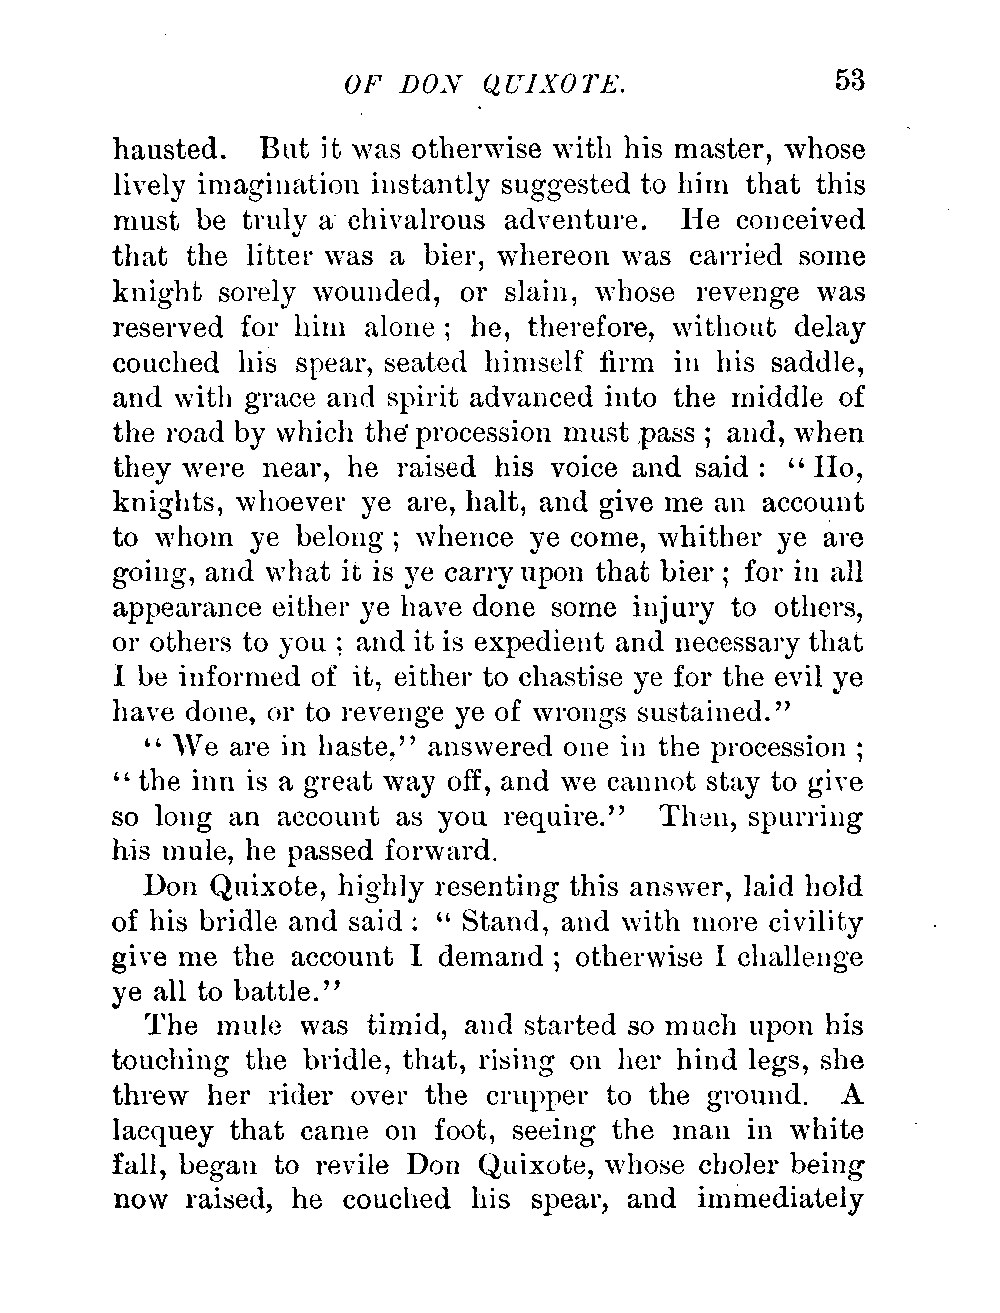 OF DON QUIXOTE. 53
hausted. But it was otherwise with his master, whose
lively imagination instantly suggested to him that this
must be truly a chivalrous adventure. He conceived
that the litter was a bier, whereon was carried some
knight sorely wounded, or slain, whose revenge was
reserved for him alone ; he, therefore, without delay
couched his spear, seated himself firm in his saddle,
and with grace and spirit advanced into the middle of
the road by which the procession must pass ; and, when
they were near, he raised his voice and said : “ Ho,
knights, whoever ye are, halt, and give me an account
to whom ye belong ; whence ye come, whither ye are
going, and what it is ye carry upon that bier ; for in all
appearance either ye have done some injury to others,
or others to you ; and it is expedient and necessary that
I be informed of it, either to chastise ye for the evil ye
have done, or to revenge ye of wrongs sustained.”
“ We are in haste,” answered one in the procession ;
“ the inn is a great way off, and we cannot stay to give
so long an account as you require.” Then, spurring
his mule, he passed forward.
Don Quixote, highly resenting this answer, laid hold
of his bridle and said : “ Stand, and with more civility
give me the account I demand ; otherwise I challenge
ye all to battle.”
The mule was timid, and started so much upon his
touching the bridle, that, rising on her hind legs, she
threw her rider over the crupper to the ground. A
lacquey that came on foot, seeing the man in white
fall, began to revile Don Quixote, whose choler being
now raised, he couched his spear, and immediately